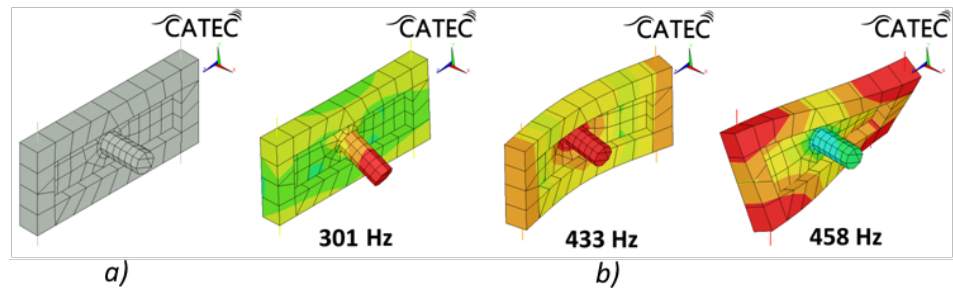 CATEC
CATEC
CATEC
CATEC
301 Hz
433 Hz
458 Hz
a)
b)